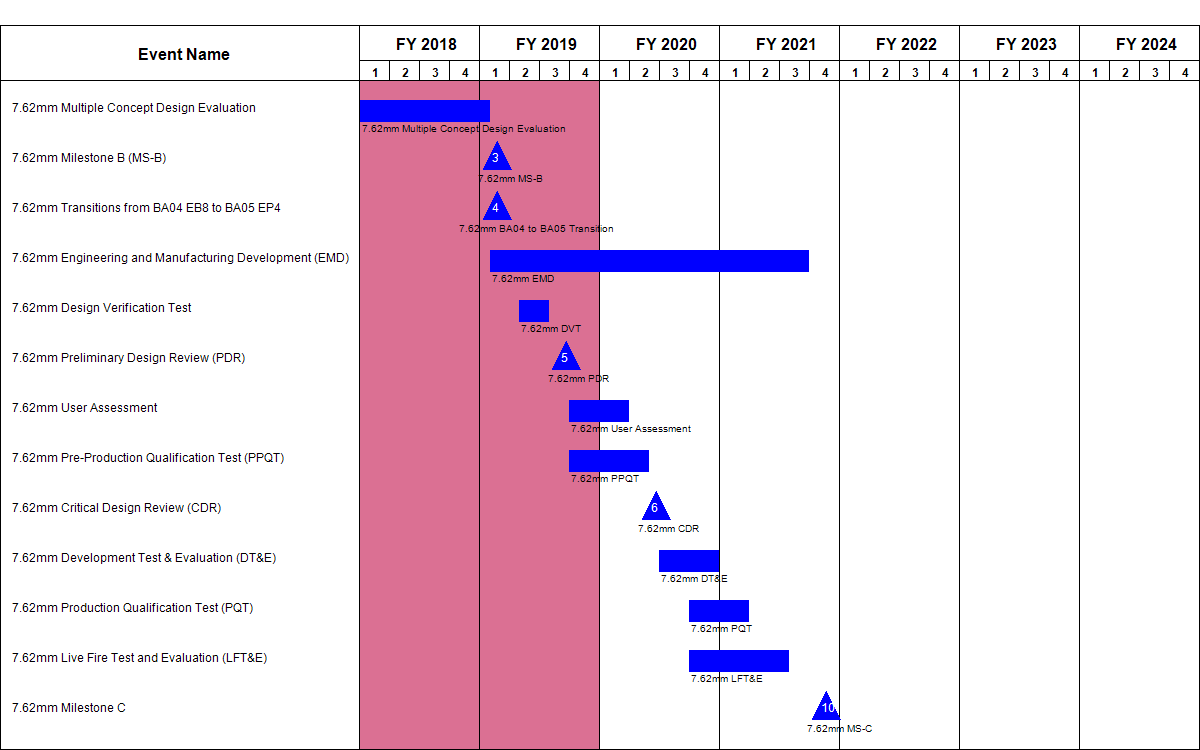 Event Name
FY 2018 FY 2019 FY 2020 FY 2021 FY 2022 FY 2023 FY 2024
1 2 3 4 1 2 3 4 1 2 3 4 1 2 3 4 1 2 3 4 1 2 3 4 1 2 3 4
7.62mm Multiple Concept Design Evaluation
7.62mm Multiple Concept Design Evaluation
7.62mm Milestone B (MS-B)
3
7.62mm MS-B
7.62mm Transitions from BA04 EB8 to BA05 EP4
4
7.62mm BA04 to BA05 Transition
7.62mm Engineering and Manufacturing Development (EMD)
7.62mm EMD
7.62mm Design Verification Test
7.62mm DVT
7.62mm Preliminary Design Review (PDR)
5
7.62mm PDR
7.62mm User Assessment
7.62mm User Assessment
7.62mm Pre-Production Qualification Test (PPQT)
7.62mm PPQT
7.62mm Critical Design Review (CDR)
6
7.62mm CDR
7.62mm Development Test & Evaluation (DT&E)
7.62mm DT&E
7.62mm Production Qualification Test (PQT)
7.62mm PQT
7.62mm Live Fire Test and Evaluation (LFT&E)
7.62mm LFT&E
7.62mm Milestone C
10
7.62mm MS-C